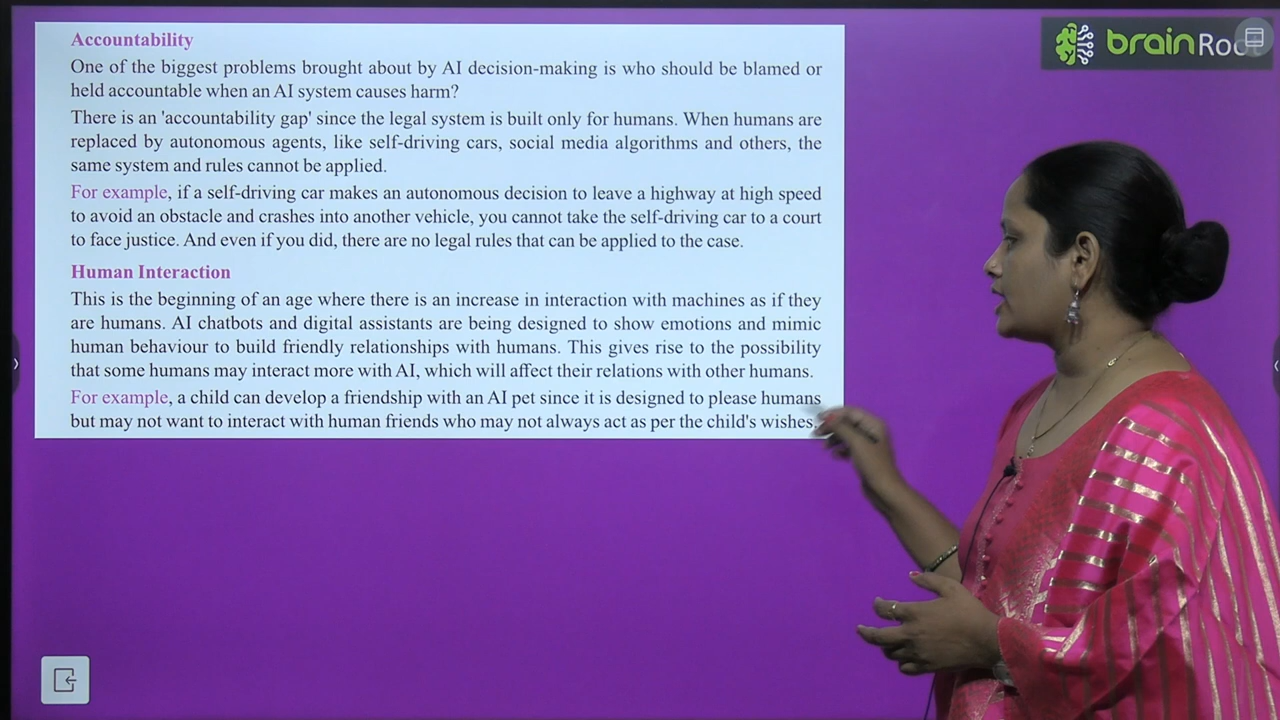 Accountability
One of the biggest problems brought about by AI decision-making is who should be blamed or
held accountable when an AI system causes harm?
There is an 'accountability gap' since the legal system is built only for humans. When humans are
replaced by autonomous agents, like self-driving cars, social media algorithms and others, the
same system and rules cannot be applied.
For example, if a self-driving car makes an autonomous decision to leave a highway at high speed
to avoid an obstacle and crashes into another vehicle, you cannot take the self-driving car to a court
to face justice. And even if you did, there are no legal rules that can be applied to the case.
Human Interaction
This is the beginning of an age where there is an increase in interaction with machines as if they
are humans. AI chatbots and digital assistants are being designed to show emotions and mimic
human behaviour to build friendly relationships with humans. This gives rise to the possibility
that some humans may interact more with AI, which will affect their relations with other humans.
For example, a child can develop a friendship with an AI pet since it is designed to please humans
but may not want to interact with human friends who may not always act as per the child's wishes.
brain